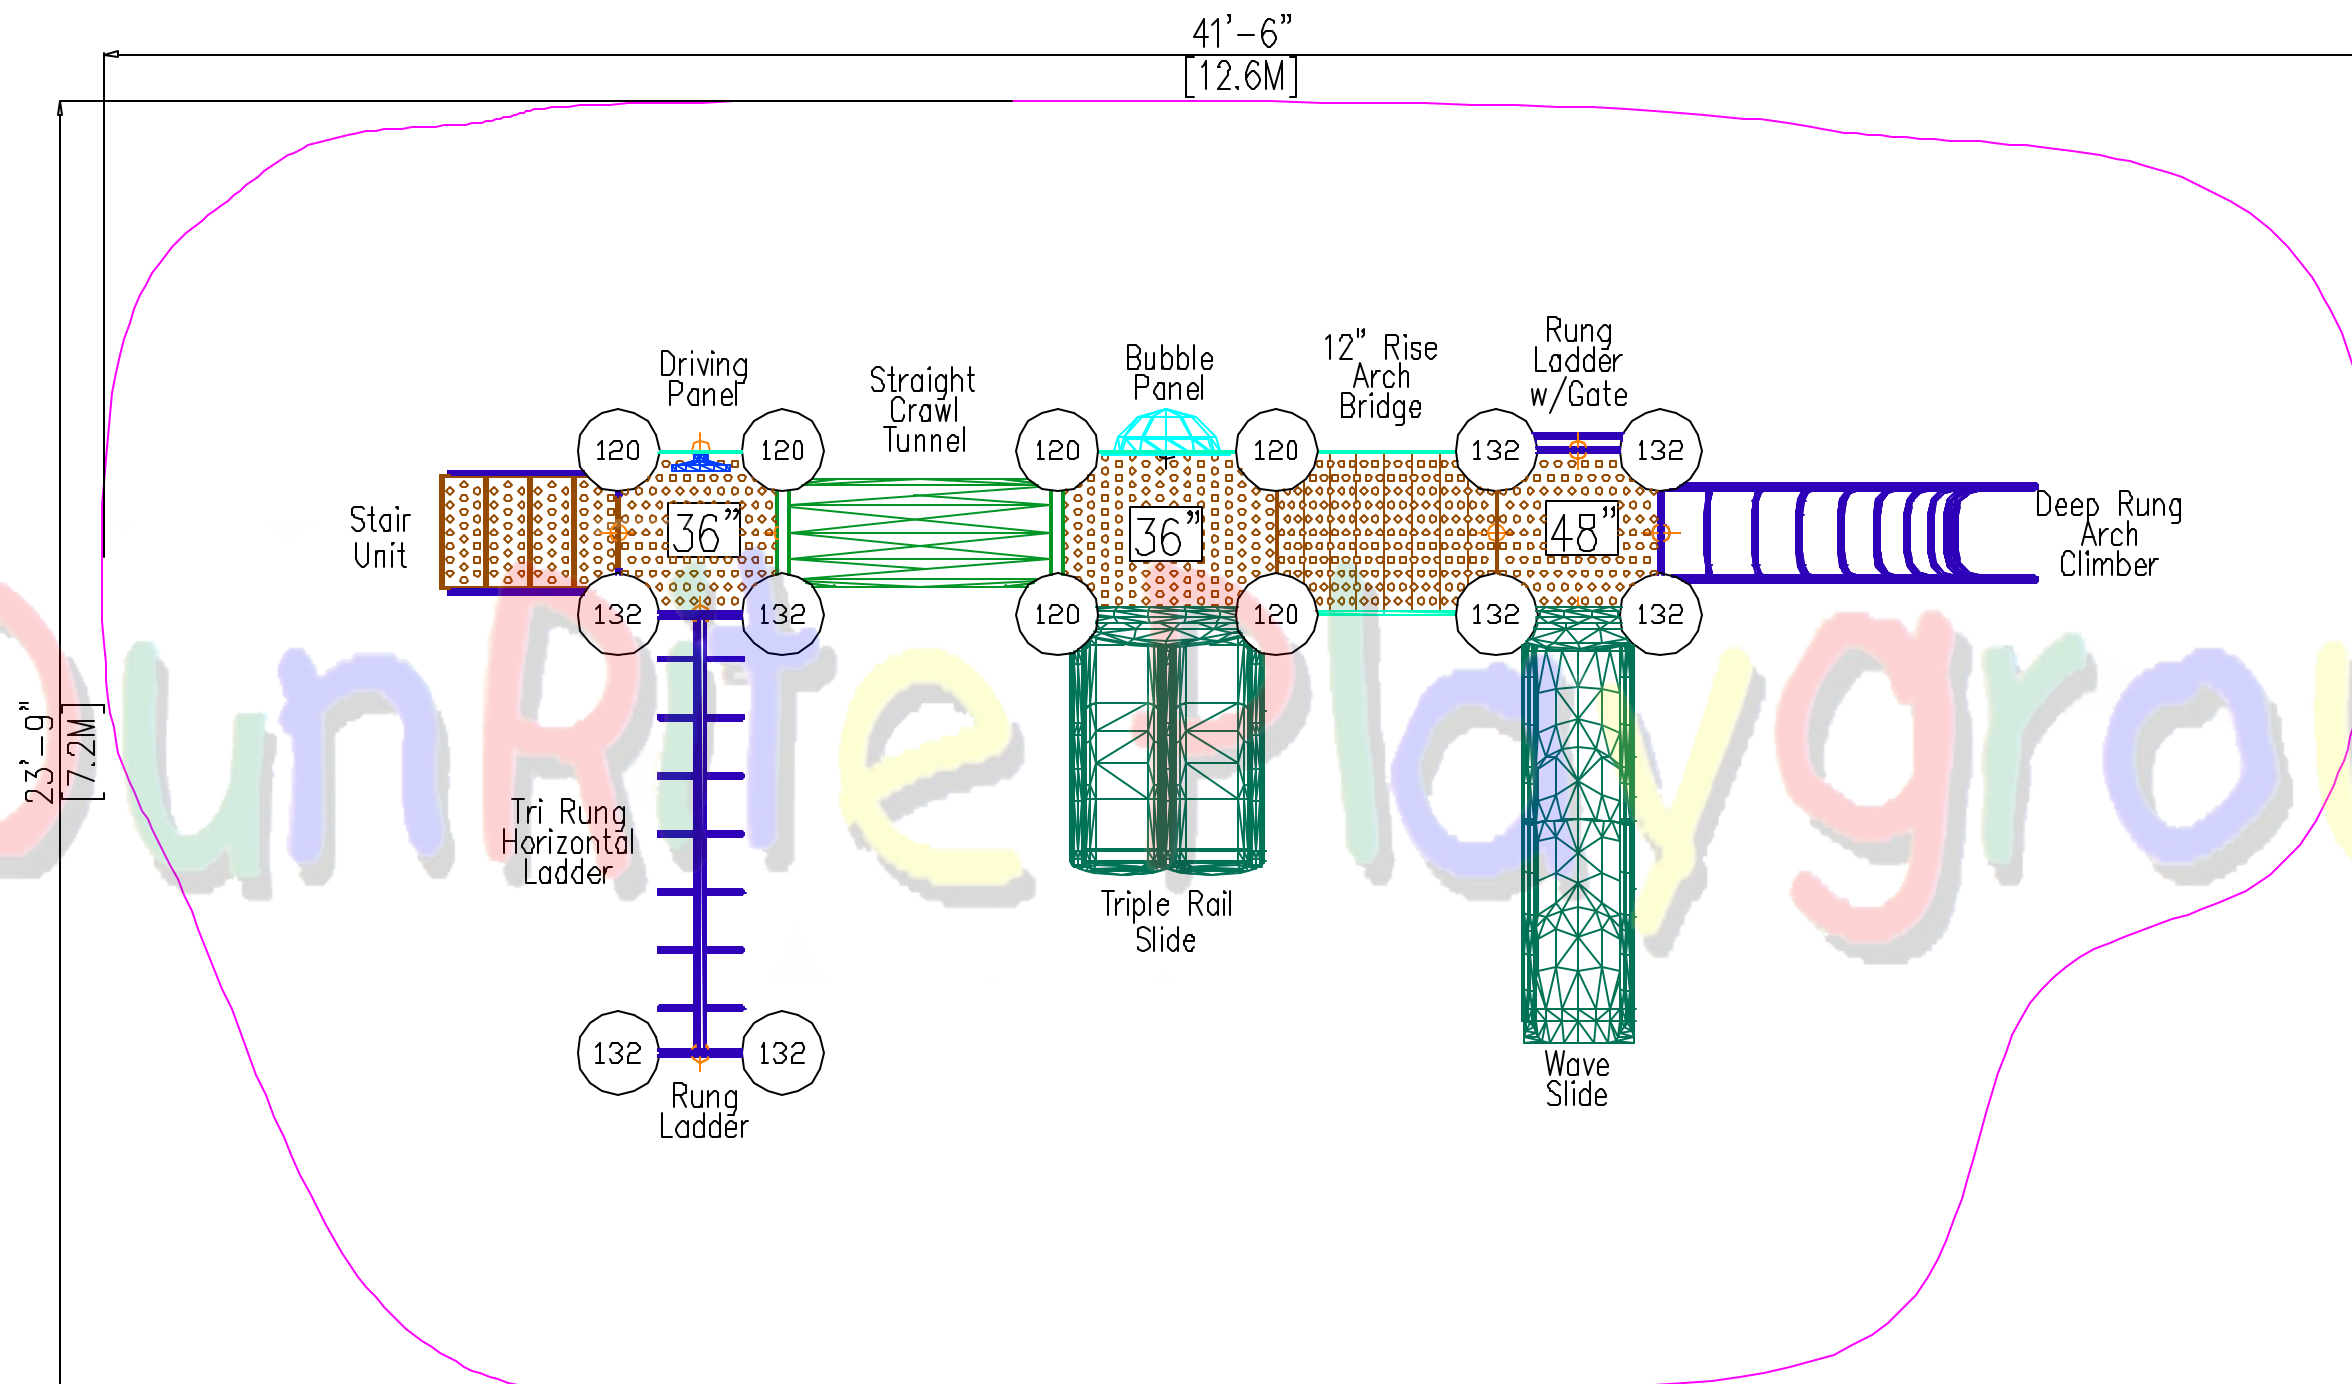 41'-6"
[12.6M]
23'-9"
[7.2M]
Driving
Panel
Straight
Crawl
Tunnel
Bubble
Panel
12" Rise
Arch
Bridge
Rung
Ladder
w/Gate
120
120
120
120
132
132
Stair
Unit
36"
36"
48"
Deep Rung
Arch
Climber
132
132
120
120
132
132
DunRite Playgrou
Tri Rung
Horizontal
Ladder
Triple Rail
Slide
132
132
Rung
Ladder
Wave
Slide